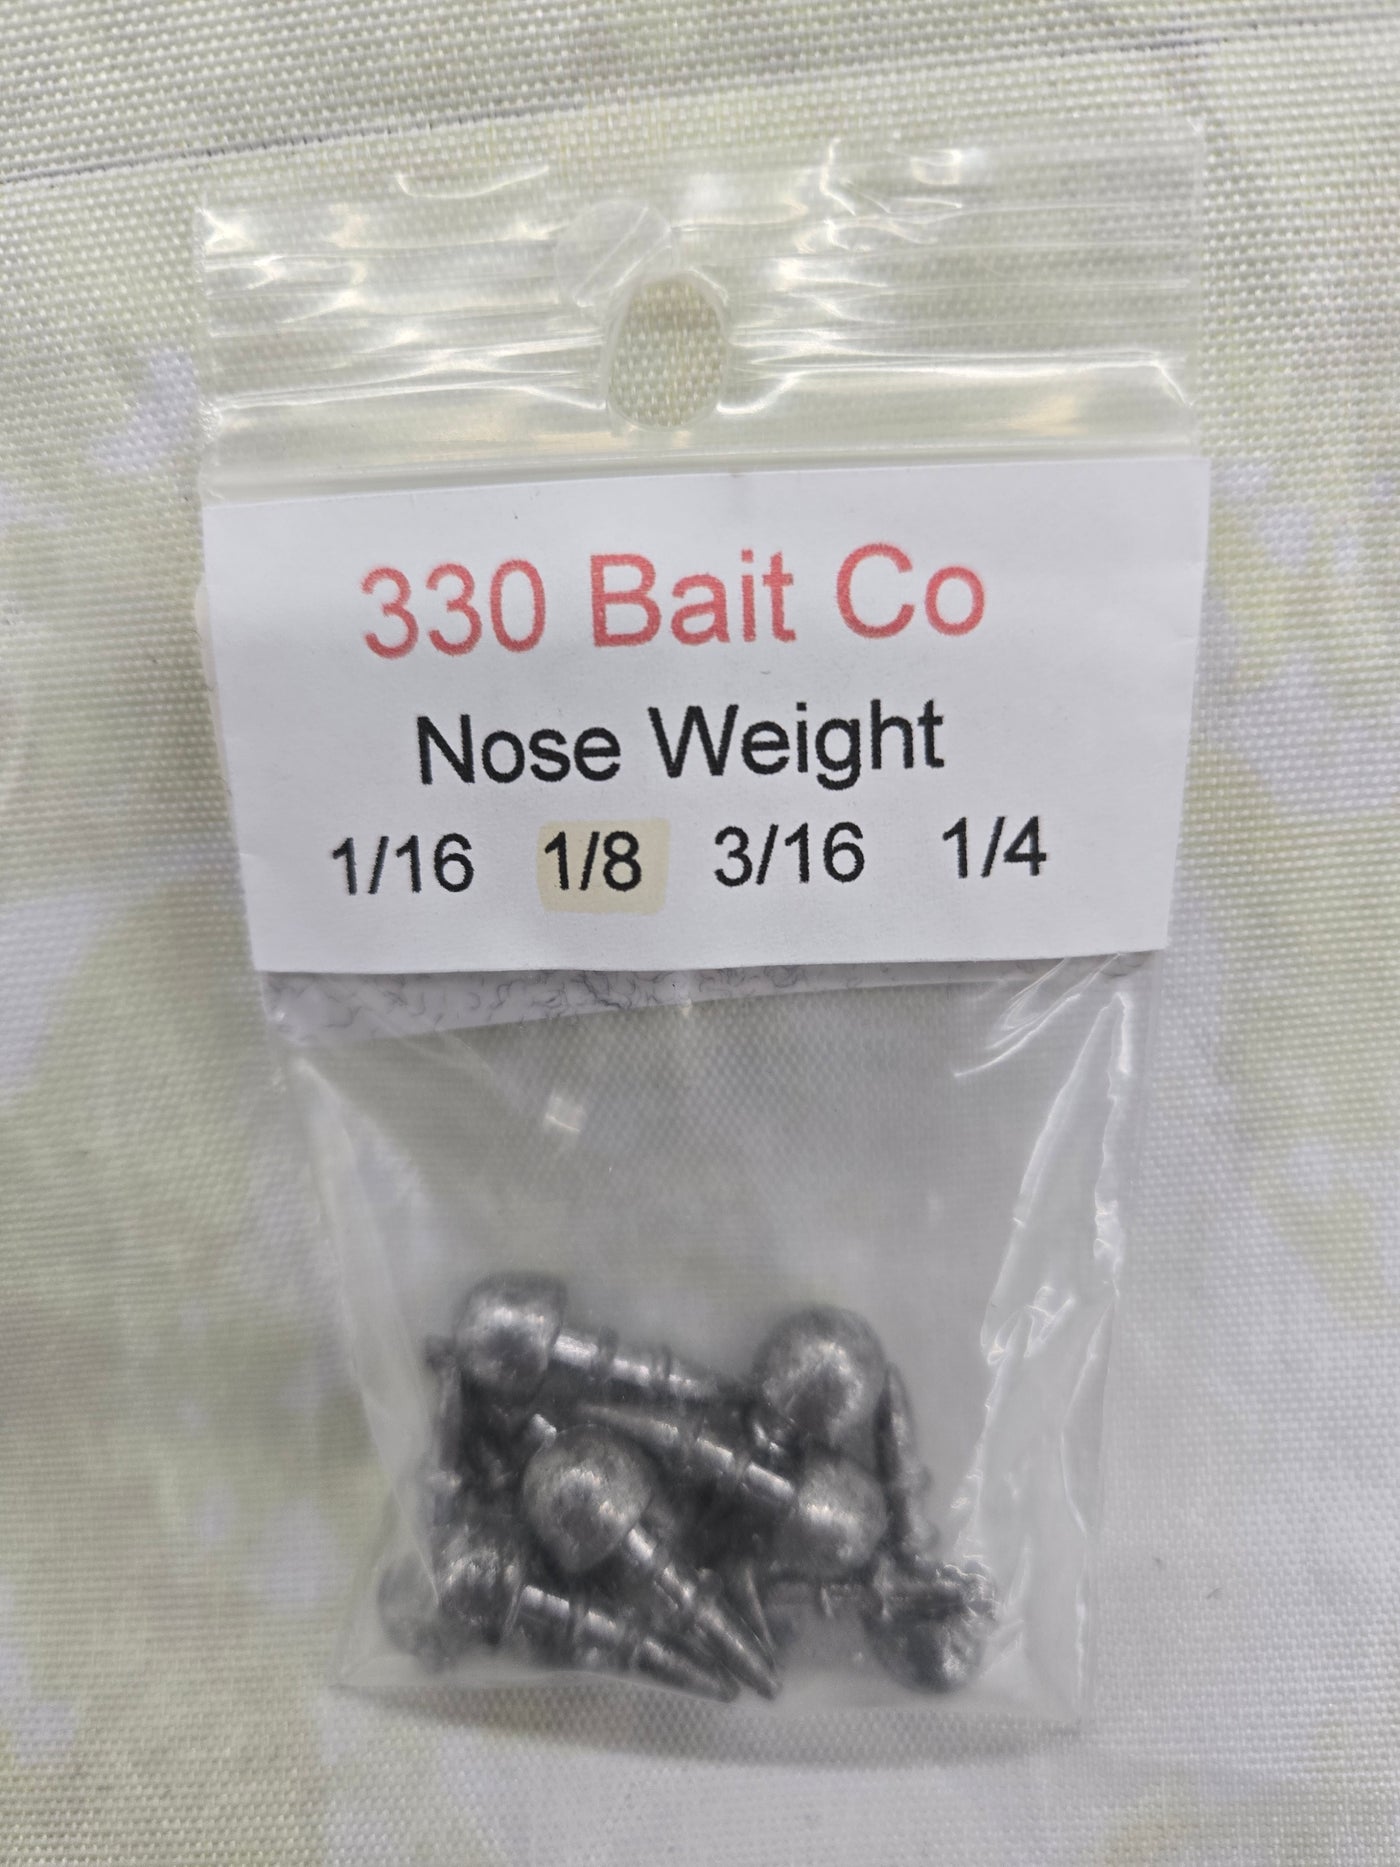 330 Bait Co
Nose Weight
1/16 1/8 3/16 1/4